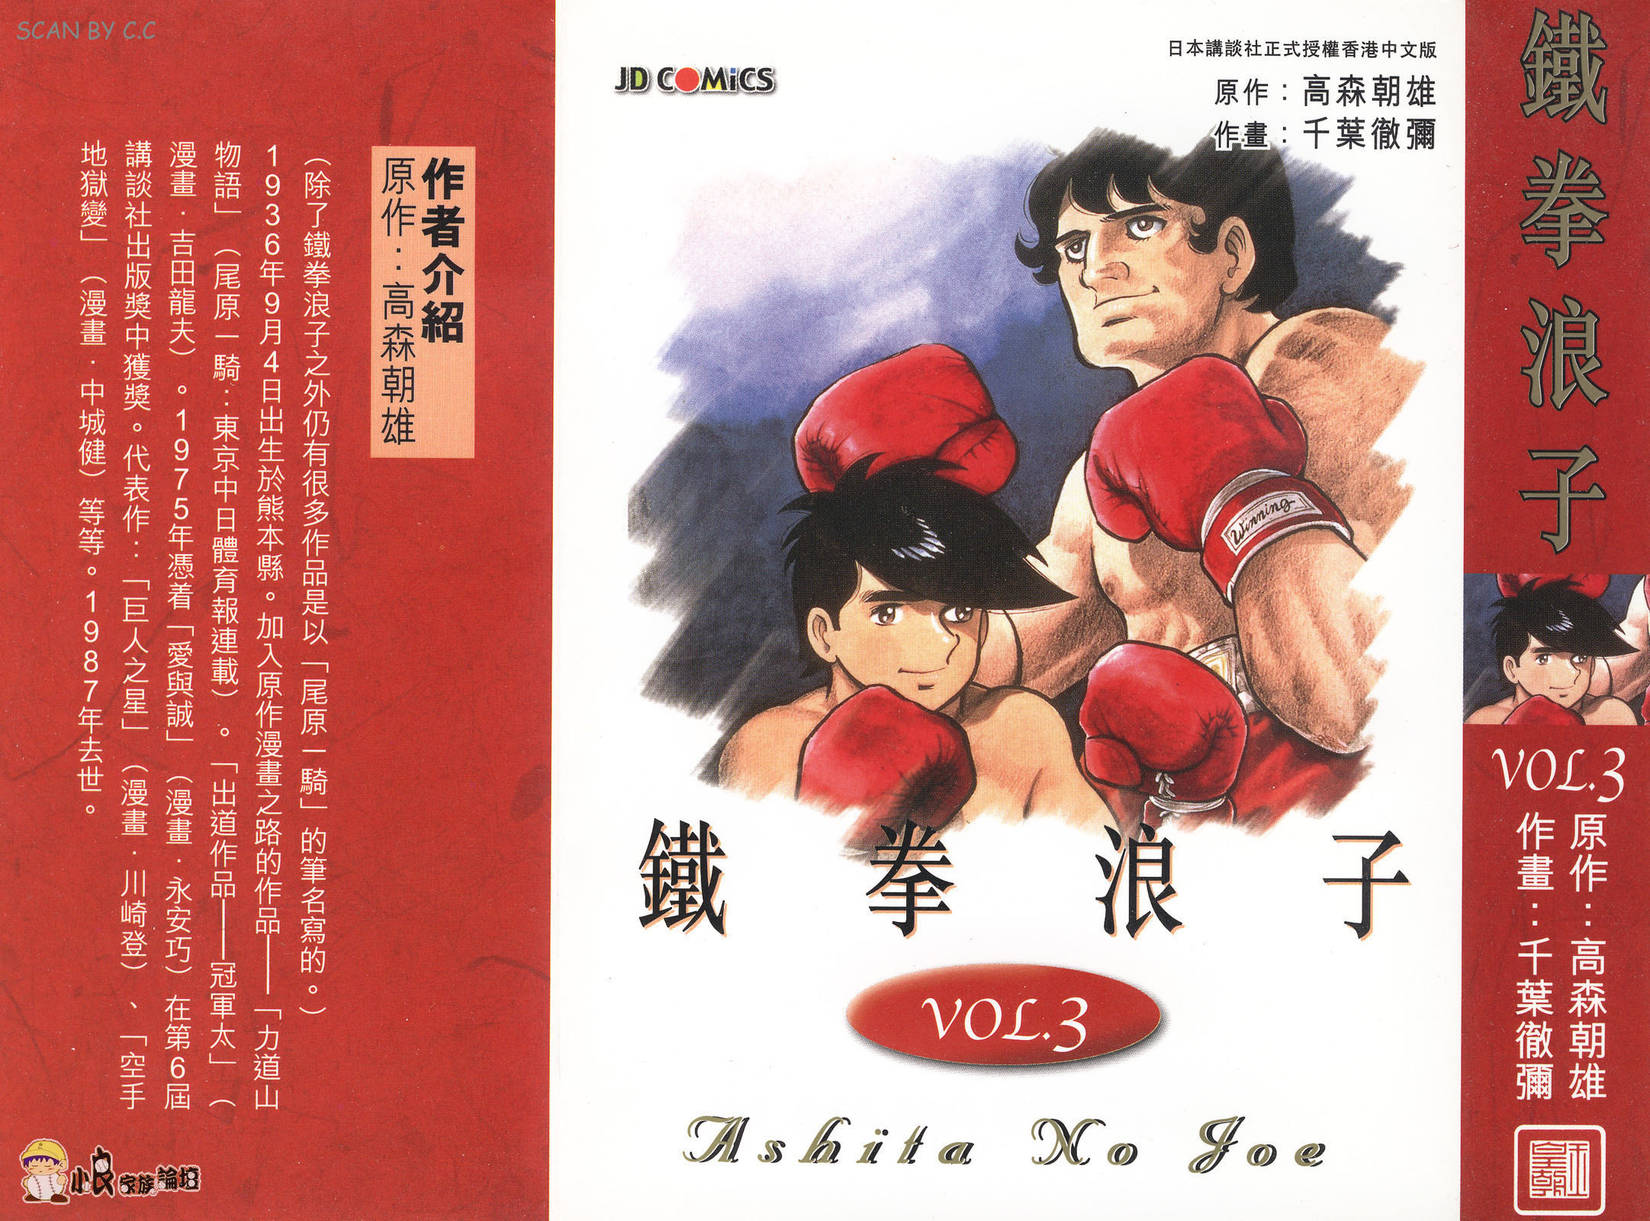 SCAN BY C.C
作者介紹
原作：高森朝雄
（除了鐵拳浪子之外仍有很多作品是以「尾原一騎」的筆名寫的。）
1936年9月4日出生於熊本縣。加入原作漫畫之路的作品——「力道山
物語」（尾原一騎：東京中日體育報連載）。「出道作品——冠軍太」（
漫畫．吉田龍夫）。1975年憑着「愛與誠」（漫畫．永安巧）在第6屆
講談社出版獎中獲獎。代表作：「巨人之星」（漫畫．川崎登）、「空手
地獄變」（漫畫．中城健）等等。1987年去世。
小良家族論壇
JD COMiCS
日本講談社正式授權香港中文版
原作：高森朝雄
作畫：千葉徹彌
Winning
鐵拳浪子
VOL.3
Ashita No Joe
鐵拳浪子
VOL.3
原作：高森朝雄
作畫：千葉徹彌
玉皇朝